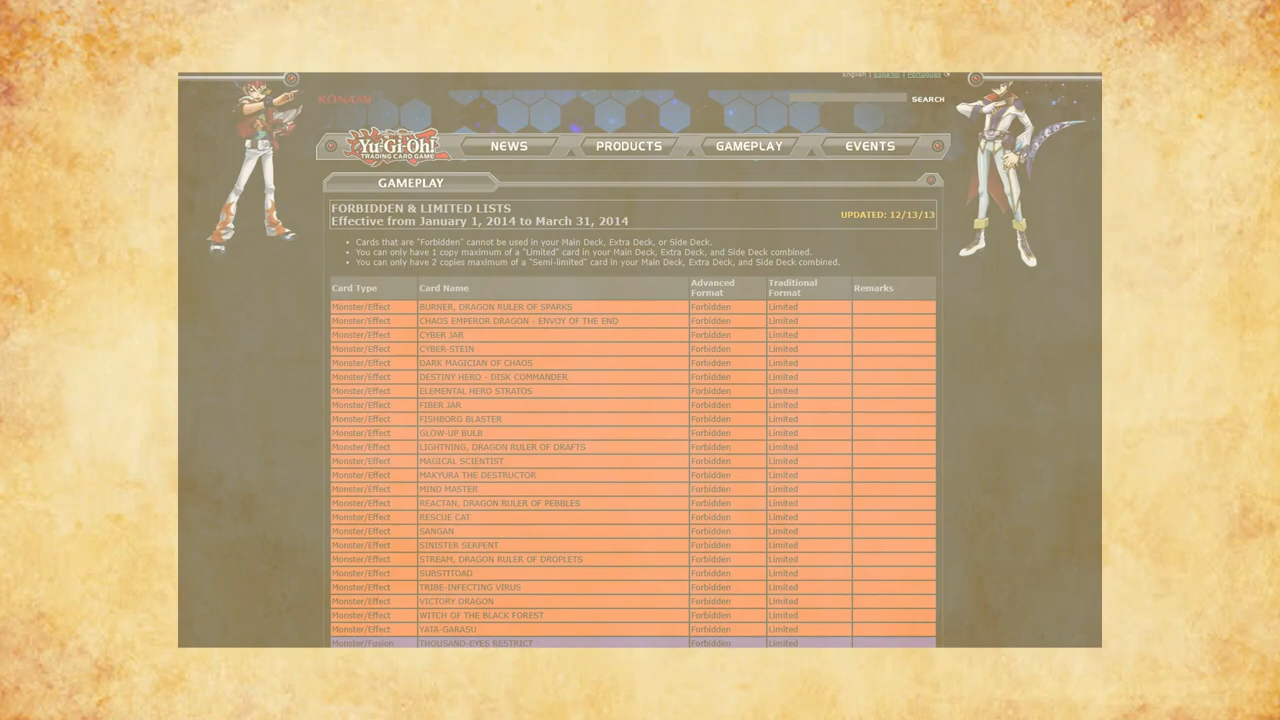 English | Español | Português
KONAMI
SEARCH
Yu-Gi-Oh!
TRADING CARD GAME
NEWS
PRODUCTS
GAMEPLAY
EVENTS
GAMEPLAY
FORBIDDEN & LIMITED LISTS
Effective from January 1, 2014 to March 31, 2014
UPDATED: 12/13/13
• Cards that are "Forbidden" cannot be used in your Main Deck, Extra Deck, or Side Deck.
• You can only have 1 copy maximum of a "Limited" card in your Main Deck, Extra Deck, and Side Deck combined.
• You can only have 2 copies maximum of a "Semi-limited" card in your Main Deck, Extra Deck, and Side Deck combined.
Card Type Card Name Advanced Format Traditional Format Remarks
Monster/Effect BURNER, DRAGON RULER OF SPARKS Forbidden Limited
Monster/Effect CHAOS EMPEROR DRAGON - ENVOY OF THE END Forbidden Limited
Monster/Effect CYBER JAR Forbidden Limited
Monster/Effect CYBER-STEIN Forbidden Limited
Monster/Effect DARK MAGICIAN OF CHAOS Forbidden Limited
Monster/Effect DESTINY HERO - DISK COMMANDER Forbidden Limited
Monster/Effect ELEMENTAL HERO STRATOS Forbidden Limited
Monster/Effect FIBER JAR Forbidden Limited
Monster/Effect FISHBORG BLASTER Forbidden Limited
Monster/Effect GLOW-UP BULB Forbidden Limited
Monster/Effect LIGHTNING, DRAGON RULER OF DRAFTS Forbidden Limited
Monster/Effect MAGICAL SCIENTIST Forbidden Limited
Monster/Effect MAKYURA THE DESTRUCTOR Forbidden Limited
Monster/Effect MIND MASTER Forbidden Limited
Monster/Effect REACTAN, DRAGON RULER OF PEBBLES Forbidden Limited
Monster/Effect RESCUE CAT Forbidden Limited
Monster/Effect SANGAN Forbidden Limited
Monster/Effect SINISTER SERPENT Forbidden Limited
Monster/Effect STREAM, DRAGON RULER OF DROPLETS Forbidden Limited
Monster/Effect SUBSTITOAD Forbidden Limited
Monster/Effect TRIBE-INFECTING VIRUS Forbidden Limited
Monster/Effect VICTORY DRAGON Forbidden Limited
Monster/Effect WITCH OF THE BLACK FOREST Forbidden Limited
Monster/Effect YATA-GARASU Forbidden Limited
Monster/Fusion THOUSAND-EYES RESTRICT Forbidden Limited